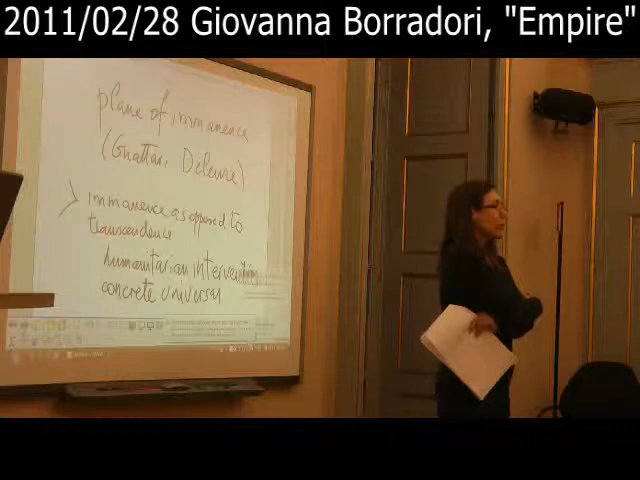 2011/02/28 Giovanna Borradori, "Empire"
plane of immanence
(Guattari, Deleuze)
> immanence as opposed to
transcendence
humanitarian intervention
concrete universal